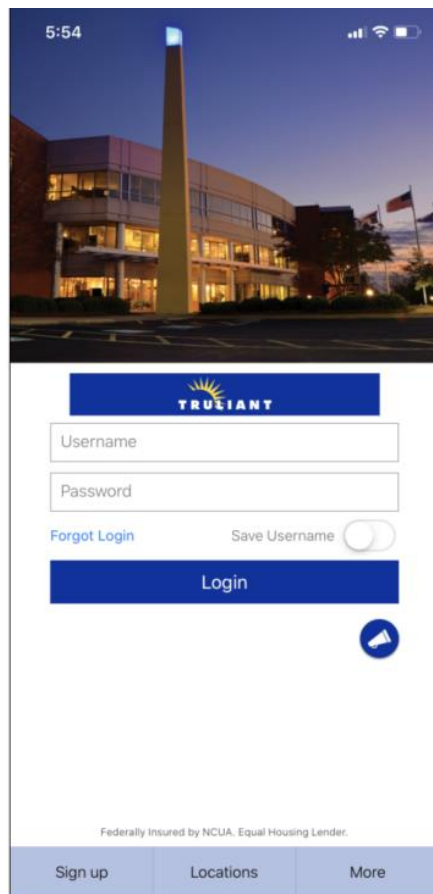 5:54
TRULIANT
Username
Password
Forgot Login Save Username
Login
Federally Insured by NCUA. Equal Housing Lender.
Sign up Locations More